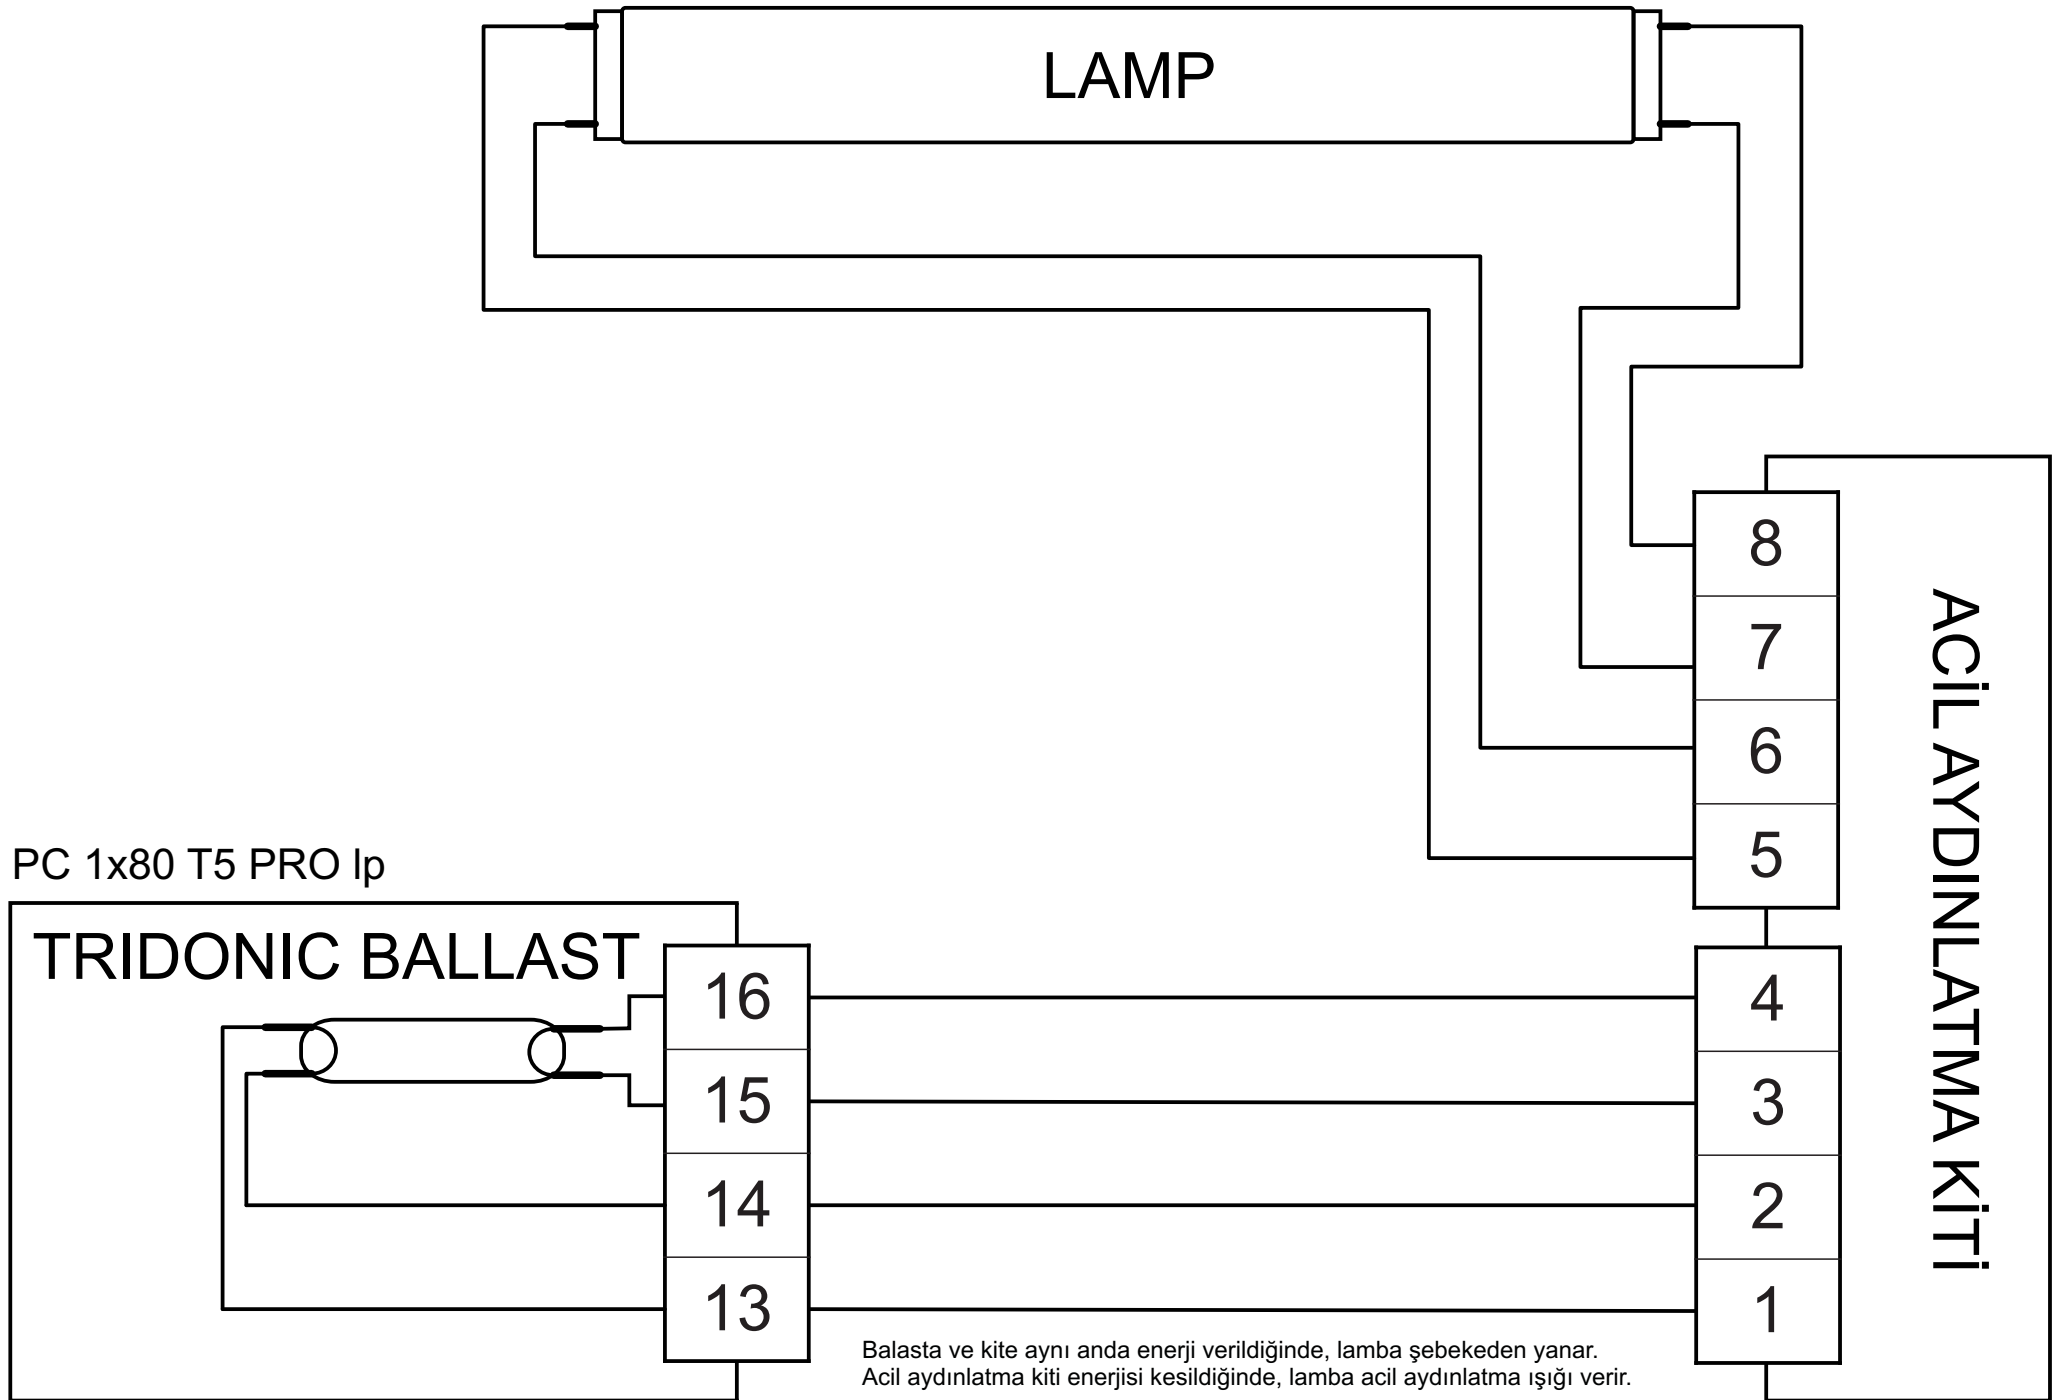 LAMP
8
7
6
5
ACİL AYDINLATMA KİTİ
PC 1x80 T5 PRO lp
TRIDONIC BALLAST
16
15
14
13
4
3
2
1
Balasta ve kite aynı anda enerji verildiğinde, lamba şebekeden yanar.
Acil aydınlatma kiti enerjisi kesildiğinde, lamba acil aydınlatma ışığı verir.